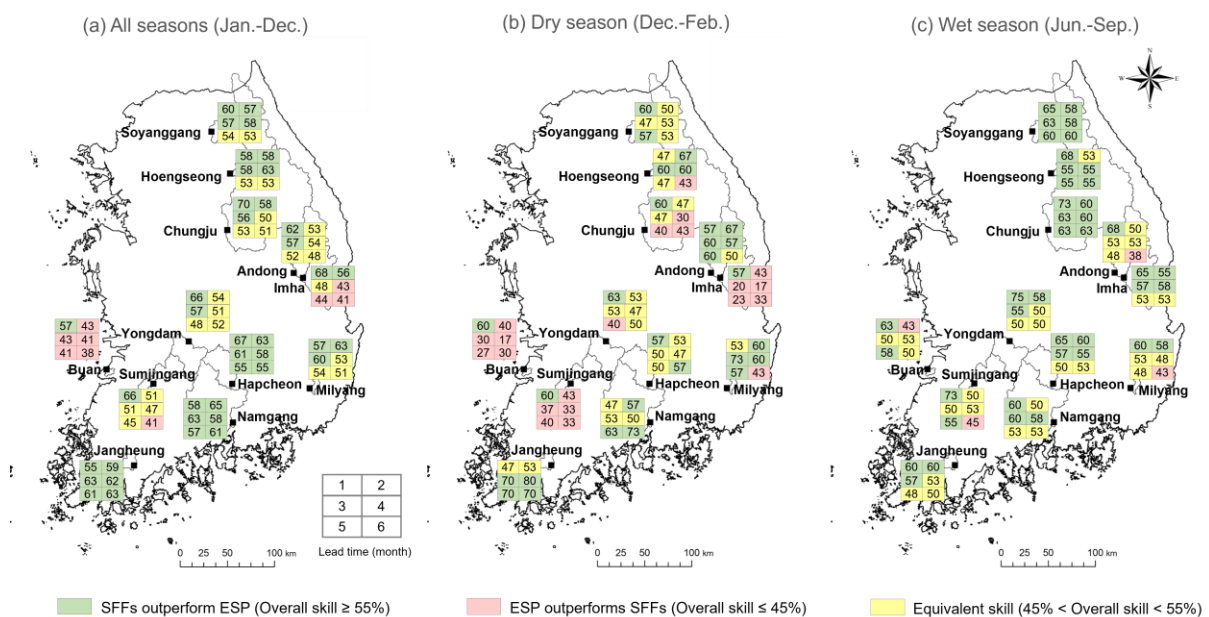 (a) All seasons (Jan.-Dec.)
(b) Dry season (Dec.-Feb.)
(c) Wet season (Jun.-Sep.)
N
W E
S
60 57
57 58
54 53
Soyanggang
58 58
58 63
53 53
Hoengseong
70 58
56 50
53 51
Chungju
62 53
57 54
52 48
Andong
68 56
48 43
44 41
Imha
66 54
57 51
48 52
Yongdam
57 43
43 41
41 38
Buan
67 63
61 58
55 55
Hapcheon
57 63
60 53
54 51
Milyang
Sumjingang
66 51
51 47
45 41
58 65
63 58
57 61
Namgang
Jangheung
55 59
63 62
61 63
1 2
3 4
5 6
Lead time (month)
0 25 50 100 km
60 50
47 53
57 53
Soyanggang
47 67
60 60
47 43
Hoengseong
60 47
47 30
40 43
Chungju
57 67
60 57
60 50
Andong
57 43
20 17
23 33
Imha
63 53
53 47
40 50
Yongdam
60 40
30 17
27 30
Buan
57 53
50 47
50 57
Hapcheon
53 60
73 60
57 43
Milyang
Sumjingang
60 43
37 33
40 33
47 57
53 50
63 73
Namgang
Jangheung
47 53
70 80
70 70
0 25 50 100 km
65 58
63 58
60 60
Soyanggang
68 53
55 55
55 55
Hoengseong
73 60
63 60
63 63
Chungju
68 50
53 53
48 38
Andong
65 55
57 58
53 53
Imha
75 58
55 50
50 50
Yongdam
63 43
50 53
58 50
Buan
65 60
57 55
50 53
Hapcheon
60 58
53 48
48 43
Milyang
Sumjingang
73 50
50 53
55 45
60 50
60 58
53 53
Namgang
Jangheung
60 60
57 53
48 50
0 25 50 100 km
SFFs outperform ESP (Overall skill ≥ 55%)
ESP outperforms SFFs (Overall skill ≤ 45%)
Equivalent skill (45% < Overall skill < 55%)